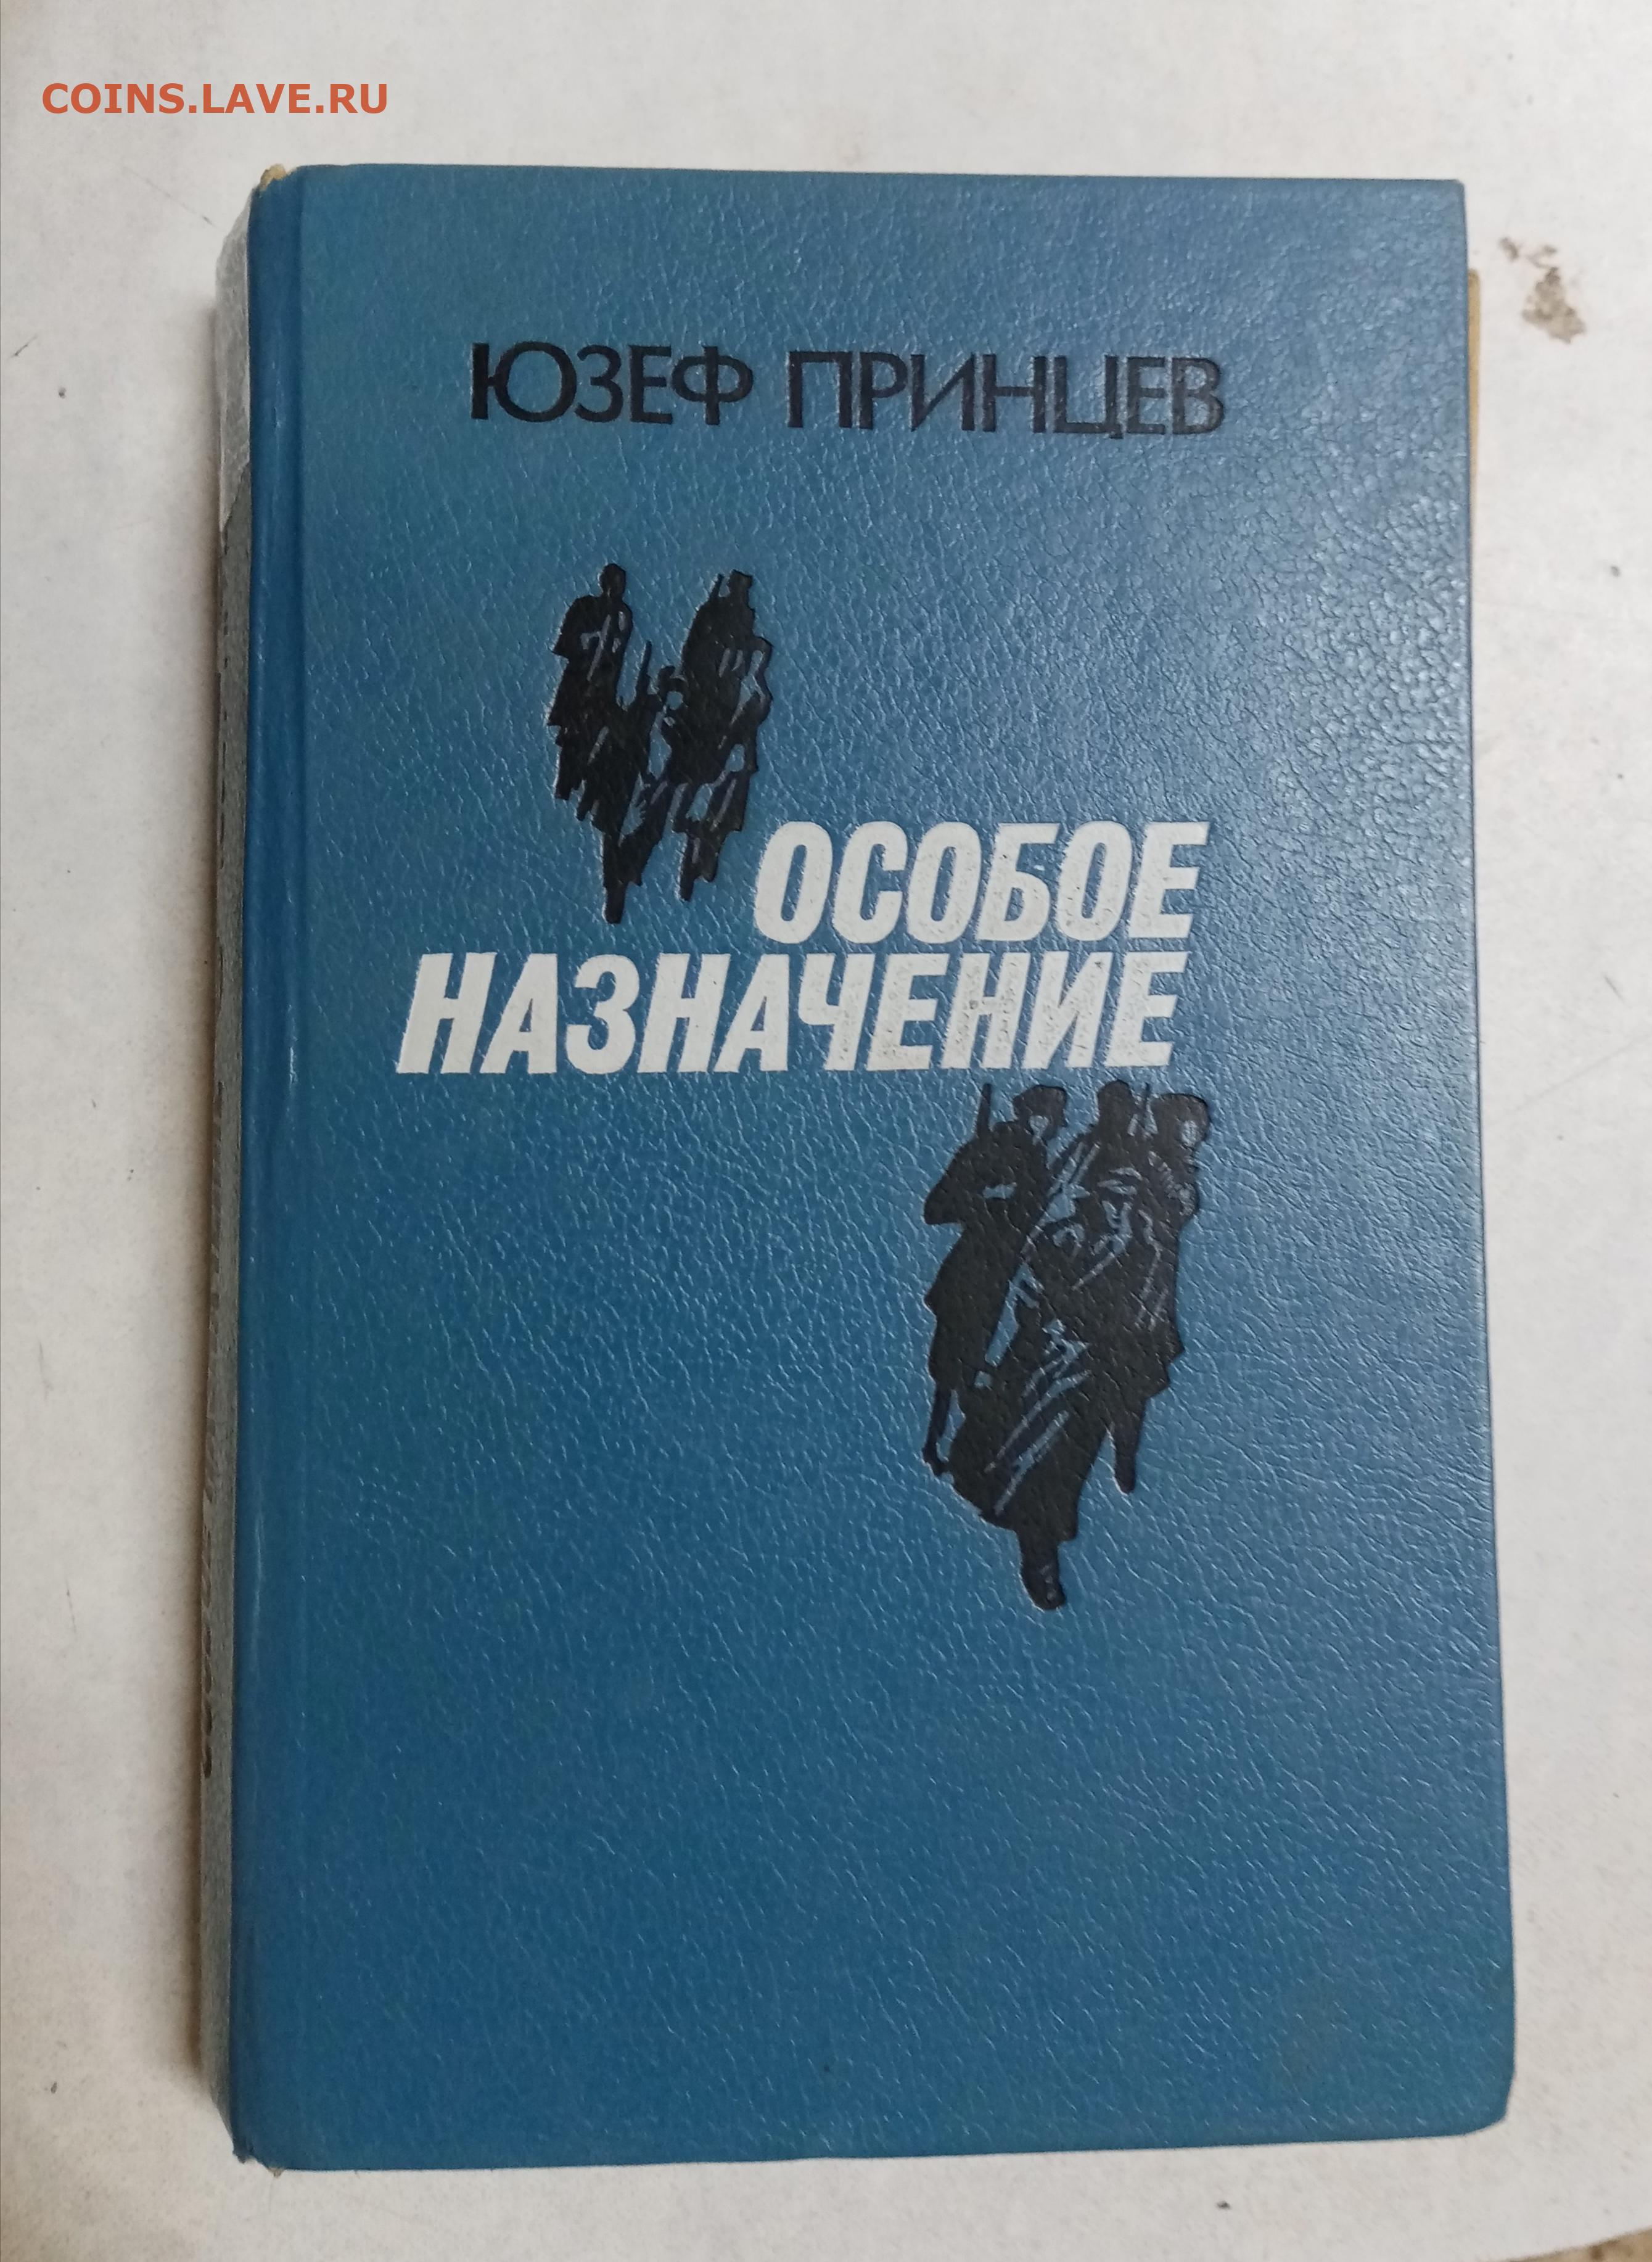 COINS.LAVE.RU
ЮЗЕФ ПРИНЦЕВ
ОСОБОЕ
НАЗНАЧЕНИЕ